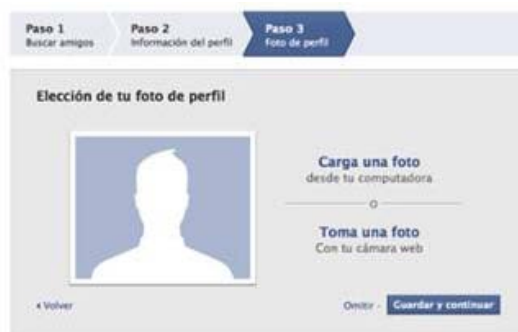 Paso 1
Buscar amigos
Paso 2
Información del perfil
Paso 3
Foto de perfil
Elección de tu foto de perfil
Carga una foto
desde tu computadora
o
Toma una foto
Con tu cámara web
Volver
Omitir -
Guardar y continuar